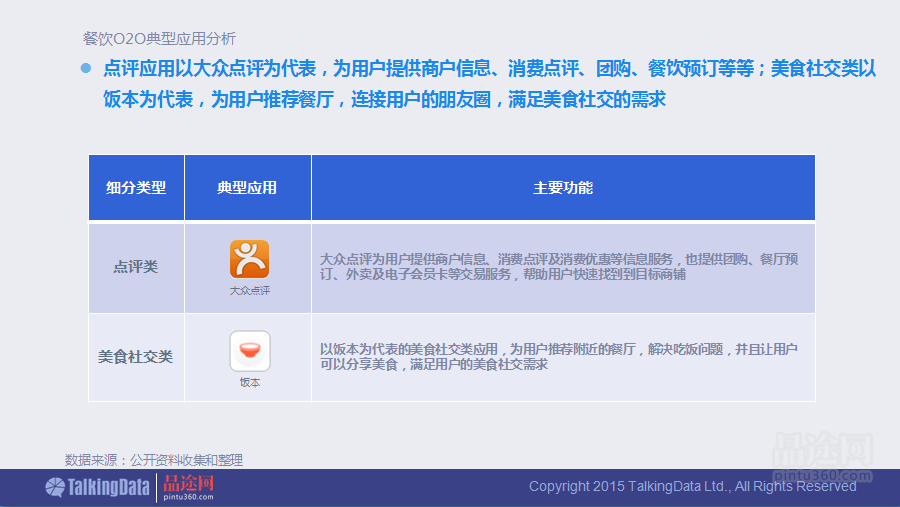 餐饮O2O典型应用分析
点评应用以大众点评为代表，为用户提供商户信息、消费点评、团购、餐饮预订等等；美食社交类以
饭本为代表，为用户推荐餐厅，连接用户的朋友圈，满足美食社交的需求
细分类型
典型应用
主要功能
点评类
大众点评
大众点评为用户提供商户信息、消费点评及消费优惠等信息服务，也提供团购、餐厅预
订、外卖及电子会员卡等交易服务，帮助用户快速找到到目标商铺
美食社交类
饭本
以饭本为代表的美食社交类应用，为用户推荐附近的餐厅，解决吃饭问题，并且让用户
可以分享美食，满足用户的美食社交需求
数据来源：公开资料收集和整理
品途网
pintu360.com
TalkingData
品途网
pintu360.com
Copyright 2015 TalkingData Ltd., All Rights Reserved